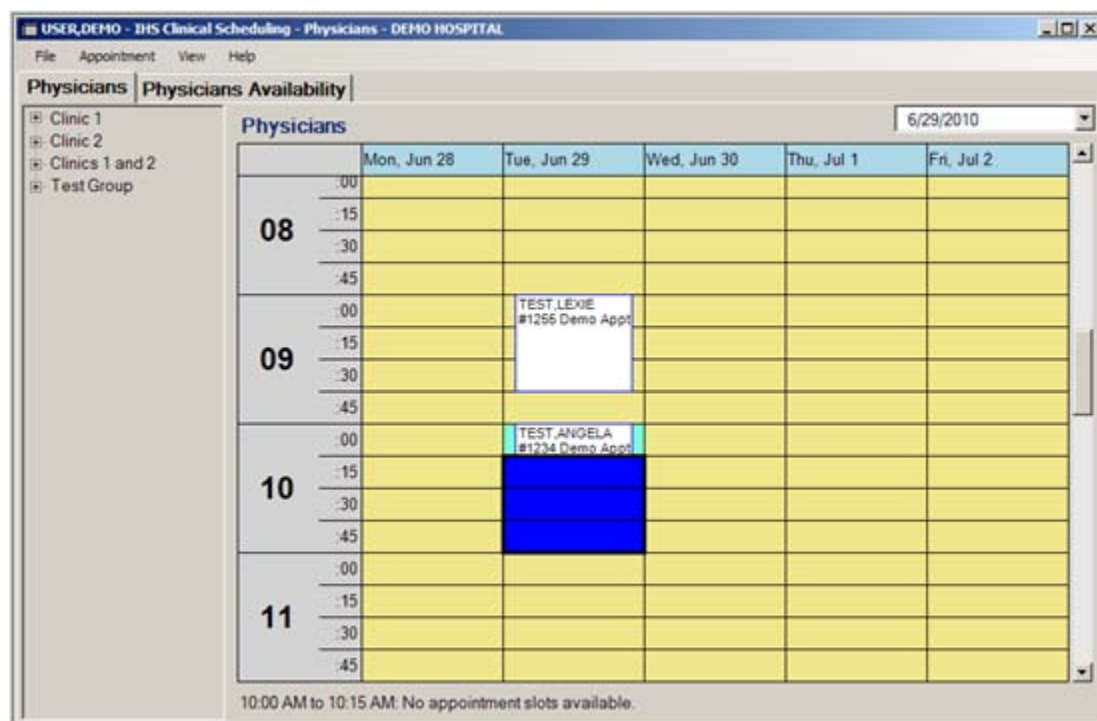 USER,DEMO - IHS Clinical Scheduling - Physicians - DEMO HOSPITAL
File Appointment View Help
Physicians Physicians Availability
Clinic 1
Clinic 2
Clinics 1 and 2
Test Group
Physicians 6/29/2010
Mon, Jun 28 Tue, Jun 29 Wed, Jun 30 Thu, Jul 1 Fri, Jul 2
08
:00
:15
:30
:45
09
:00
:15
:30
:45
TEST,LEXIE
#1255 Demo Appt
10
:00
:15
:30
:45
TEST,ANGELA
#1234 Demo Appt
11
:00
:15
:30
:45
10:00 AM to 10:15 AM: No appointment slots available.